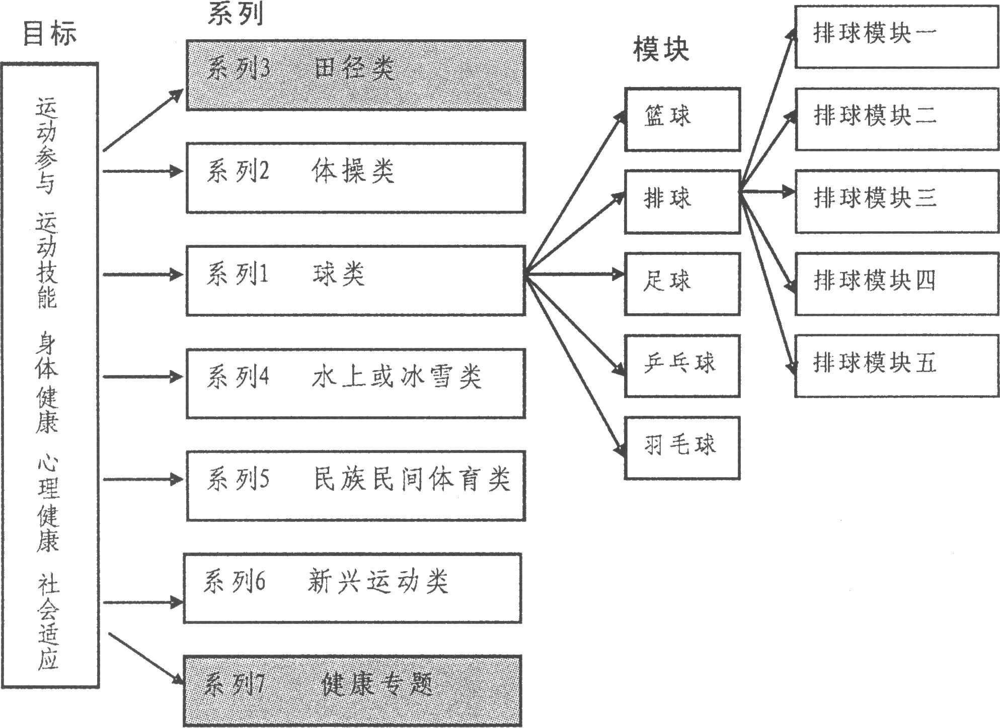 目标
运动参与 运动技能 身体健康 心理健康 社会适应
系列
系列3 田径类
系列2 体操类
系列1 球类
系列4 水上或冰雪类
系列5 民族民间体育类
系列6 新兴运动类
系列7 健康专题
模块
篮球
排球
足球
乒乓球
羽毛球
排球模块一
排球模块二
排球模块三
排球模块四
排球模块五